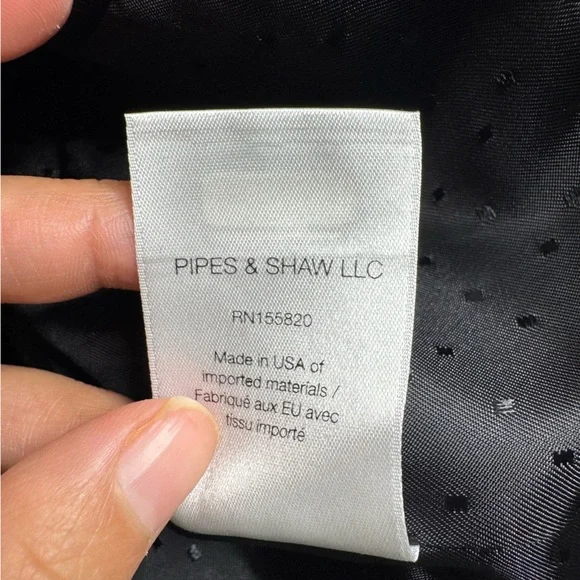 PIPES & SHAW LLC
RN155820
Made in USA of
imported materials /
Fabriqué aux EU avec
tissu importé